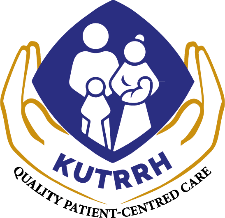 KUTRRH
QUALITY PATIENT-CENTRED CARE